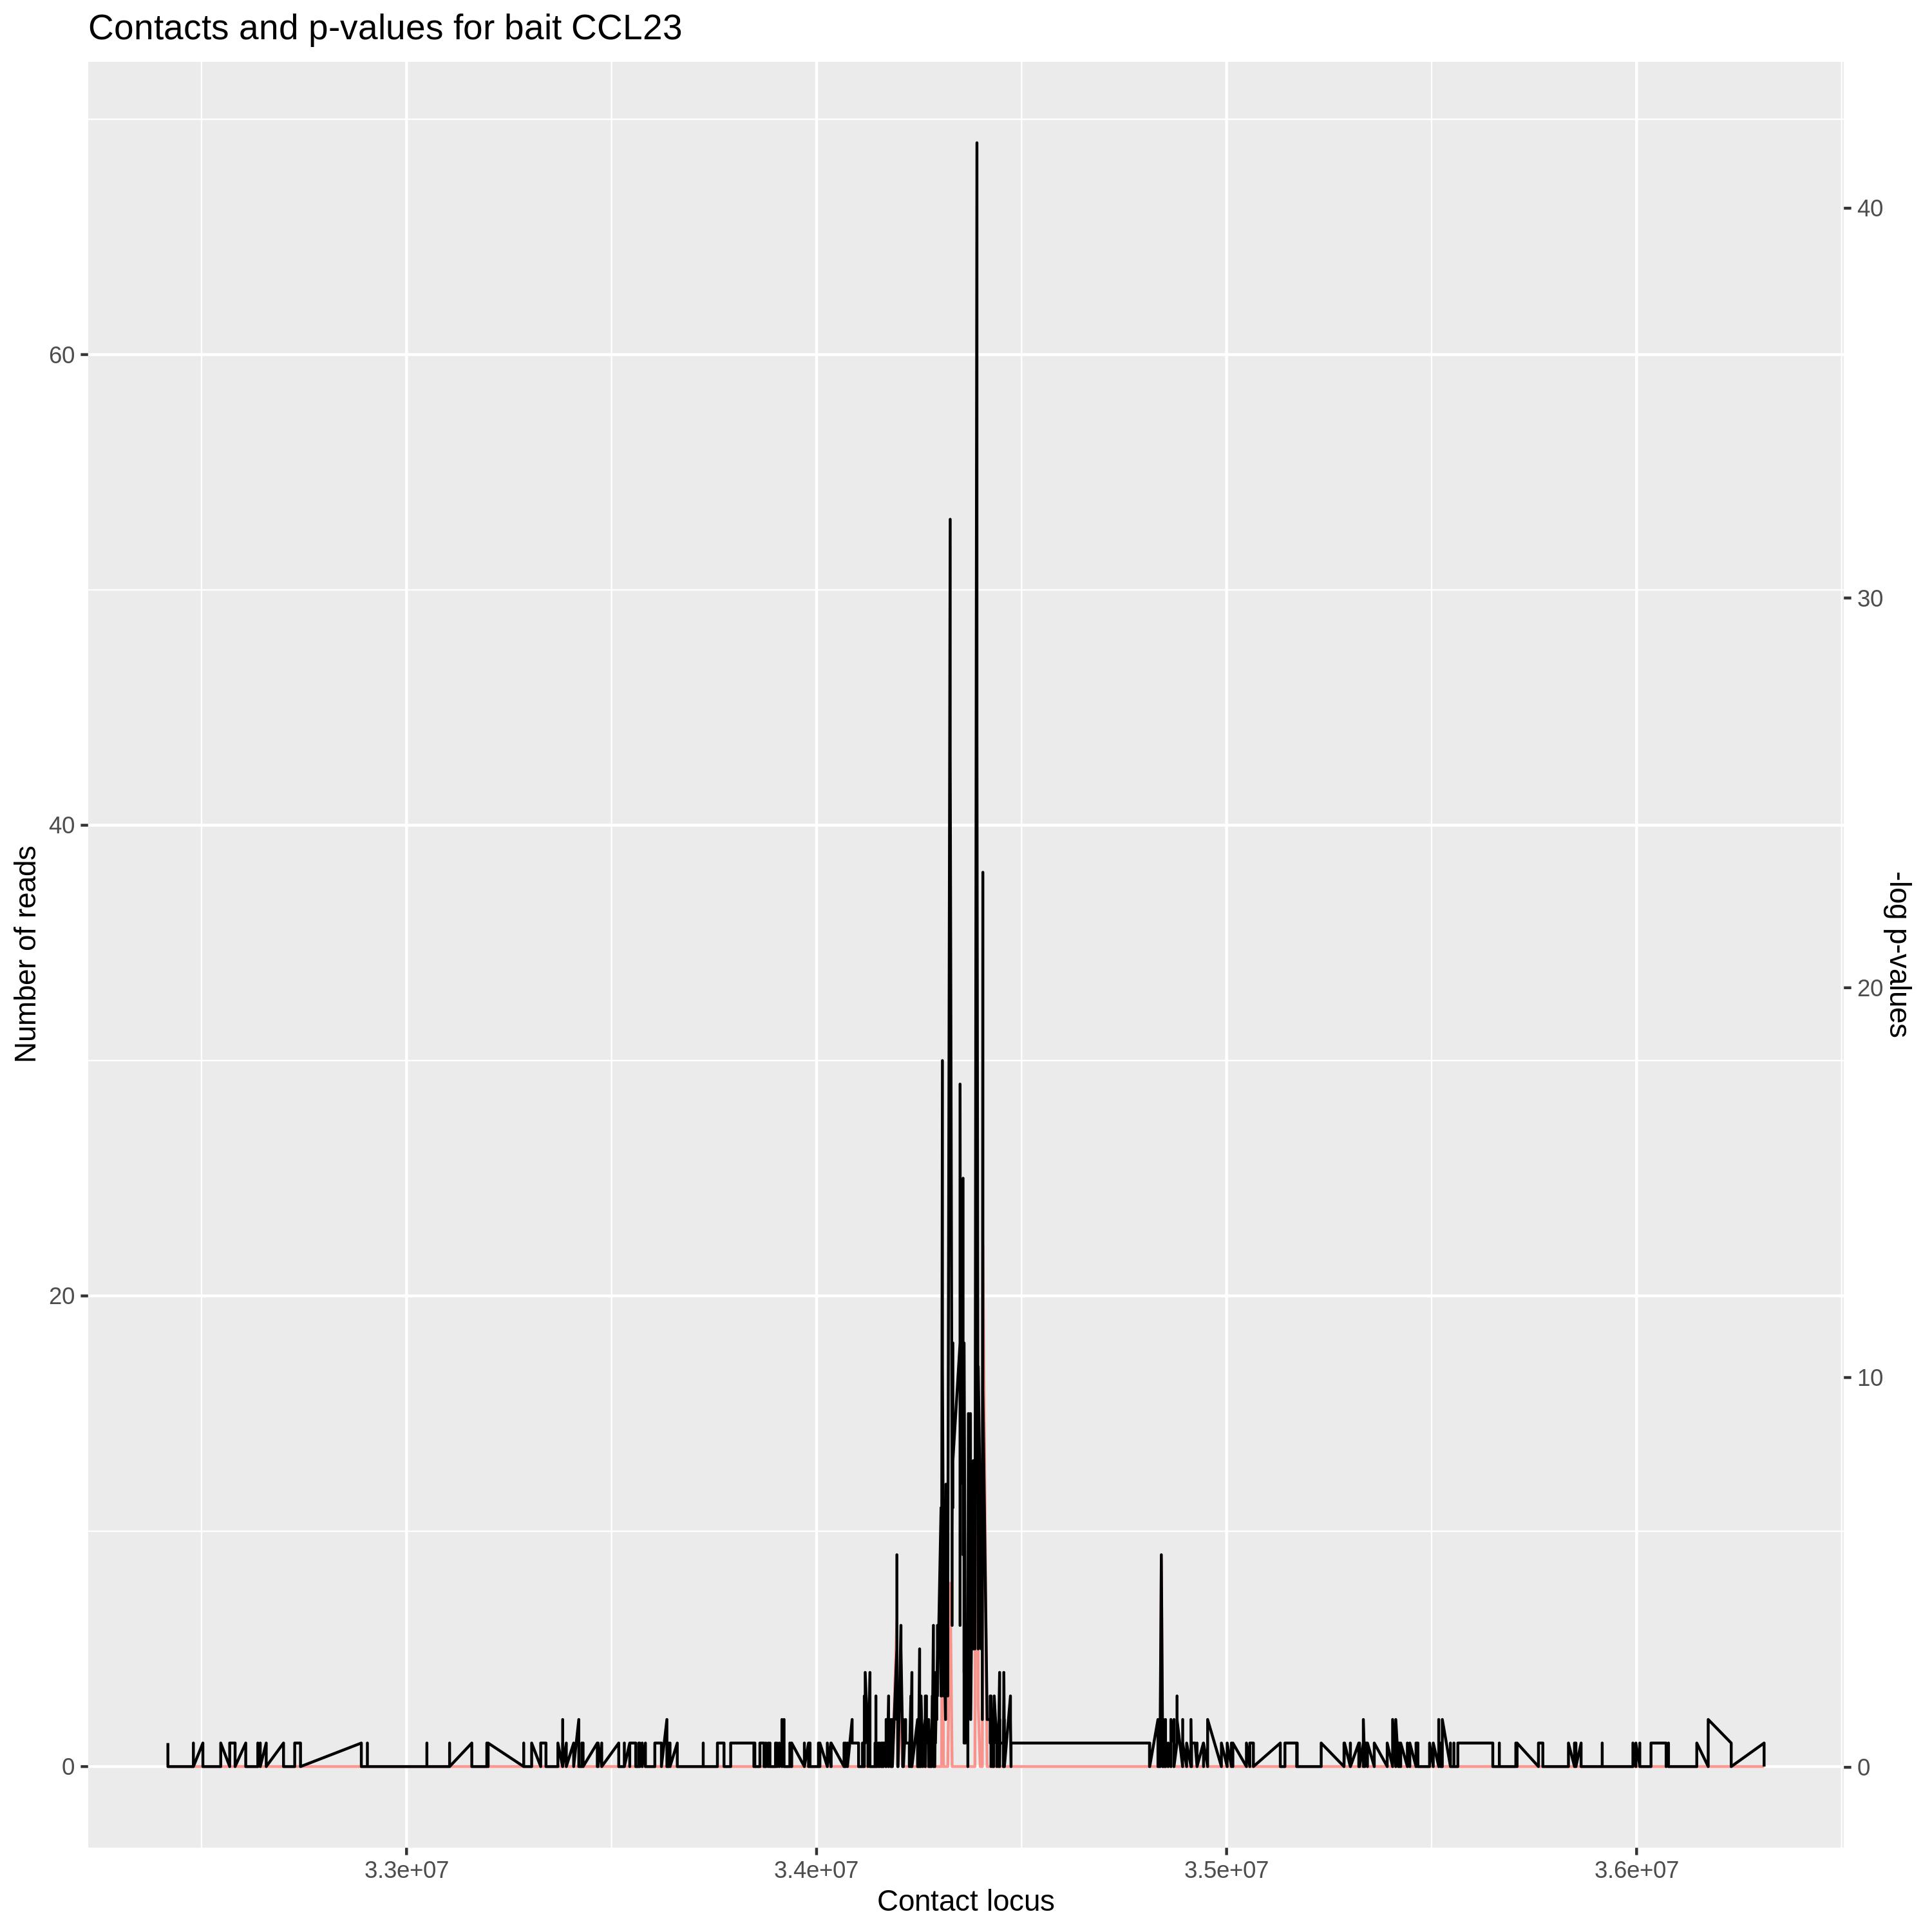 Contacts and p-values for bait CCL23
60
40
20
0
Number of reads
40
30
20
10
0
-log p-values
3.3e+07
3.4e+07
3.5e+07
3.6e+07
Contact locus